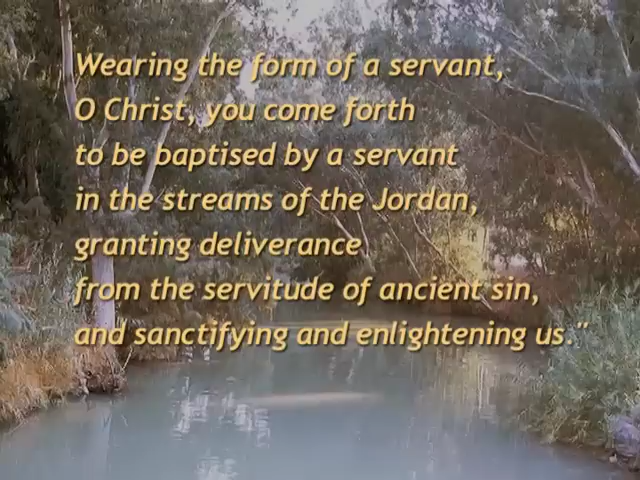 Wearing the form of a servant,
O Christ, you come forth
to be baptised by a servant
in the streams of the Jordan,
granting deliverance
from the servitude of ancient sin,
and sanctifying and enlightening us."